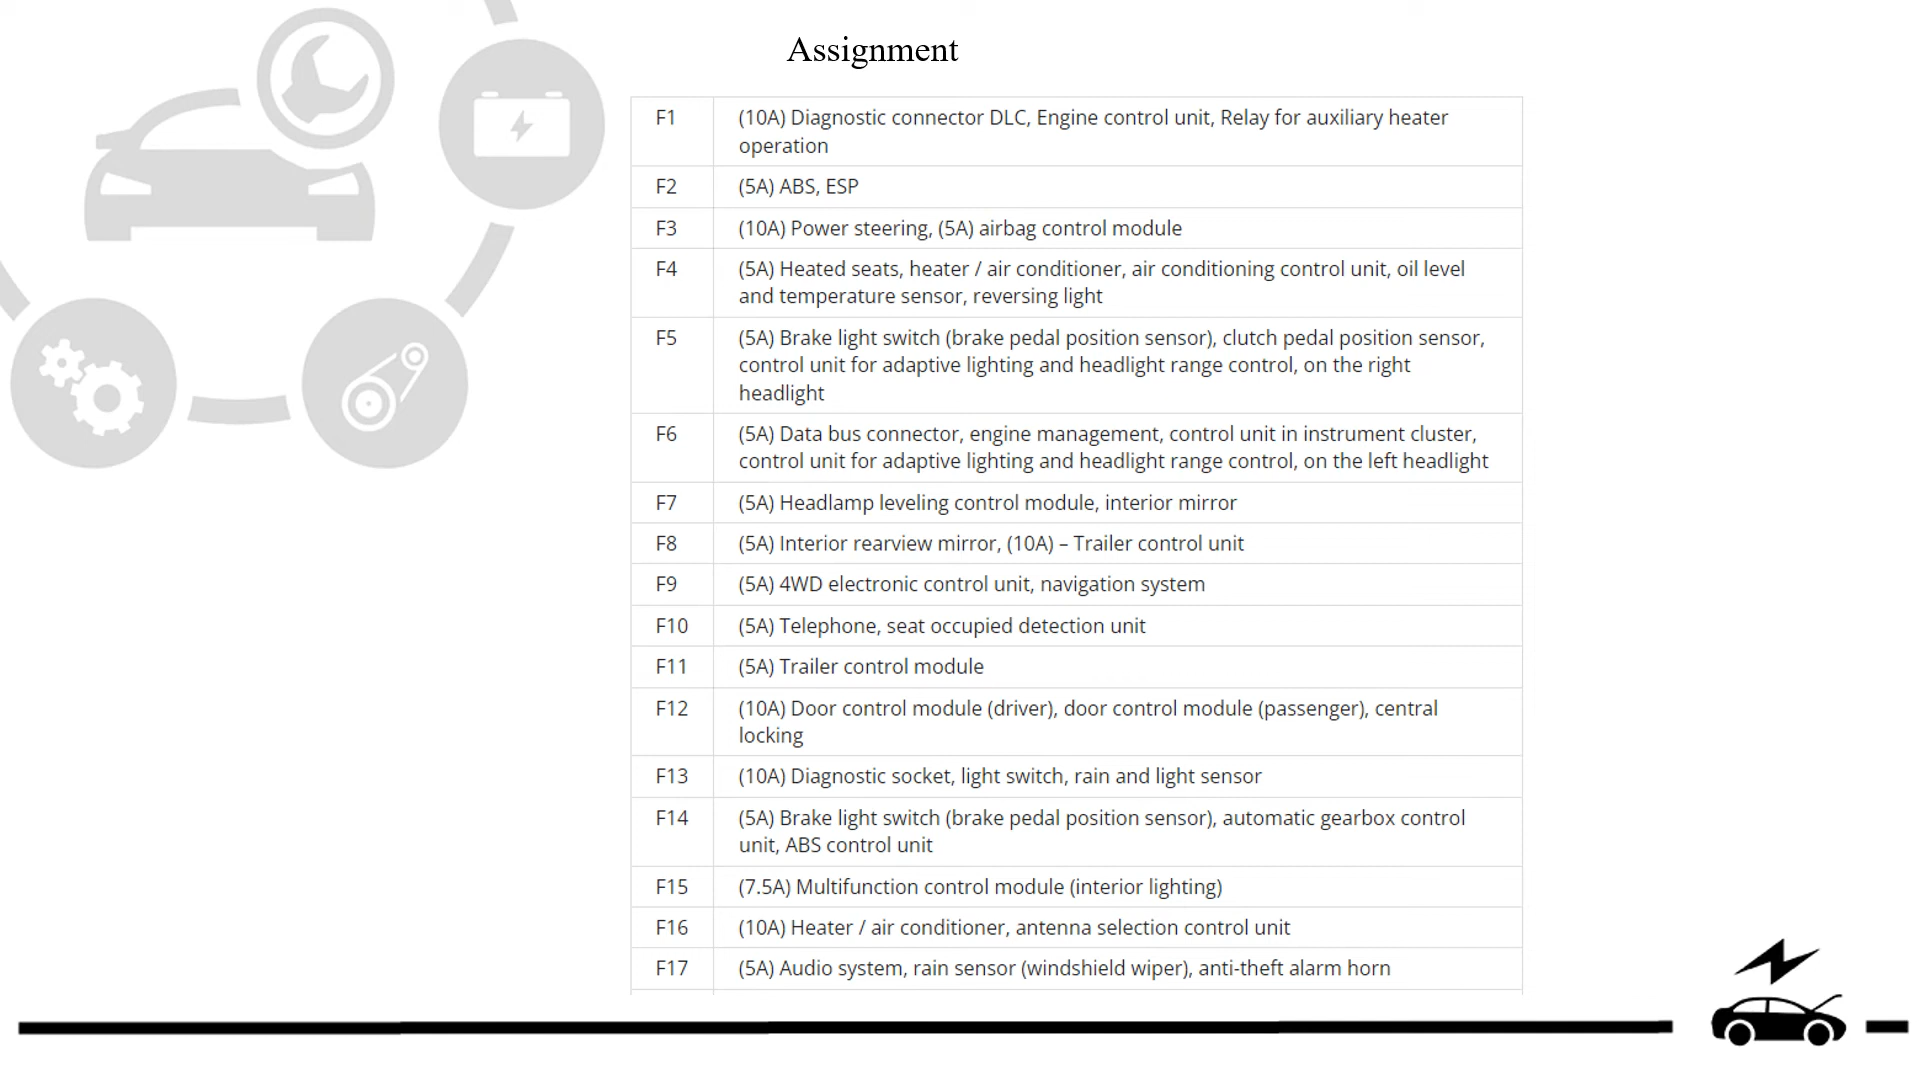 Assignment
F1 (10A) Diagnostic connector DLC, Engine control unit, Relay for auxiliary heater
operation
F2 (5A) ABS, ESP
F3 (10A) Power steering, (5A) airbag control module
F4 (5A) Heated seats, heater / air conditioner, air conditioning control unit, oil level
and temperature sensor, reversing light
F5 (5A) Brake light switch (brake pedal position sensor), clutch pedal position sensor,
control unit for adaptive lighting and headlight range control, on the right
headlight
F6 (5A) Data bus connector, engine management, control unit in instrument cluster,
control unit for adaptive lighting and headlight range control, on the left headlight
F7 (5A) Headlamp leveling control module, interior mirror
F8 (5A) Interior rearview mirror, (10A) – Trailer control unit
F9 (5A) 4WD electronic control unit, navigation system
F10 (5A) Telephone, seat occupied detection unit
F11 (5A) Trailer control module
F12 (10A) Door control module (driver), door control module (passenger), central
locking
F13 (10A) Diagnostic socket, light switch, rain and light sensor
F14 (5A) Brake light switch (brake pedal position sensor), automatic gearbox control
unit, ABS control unit
F15 (7.5A) Multifunction control module (interior lighting)
F16 (10A) Heater / air conditioner, antenna selection control unit
F17 (5A) Audio system, rain sensor (windshield wiper), anti-theft alarm horn